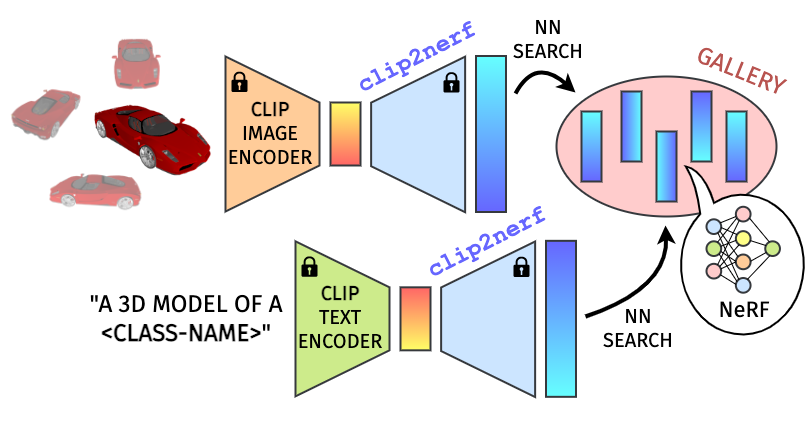 clip2nerf
NN
SEARCH
GALLERY
CLIP
IMAGE
ENCODER
clip2nerf
"A 3D MODEL OF A
<CLASS-NAME>"
CLIP
TEXT
ENCODER
NN
SEARCH
NeRF